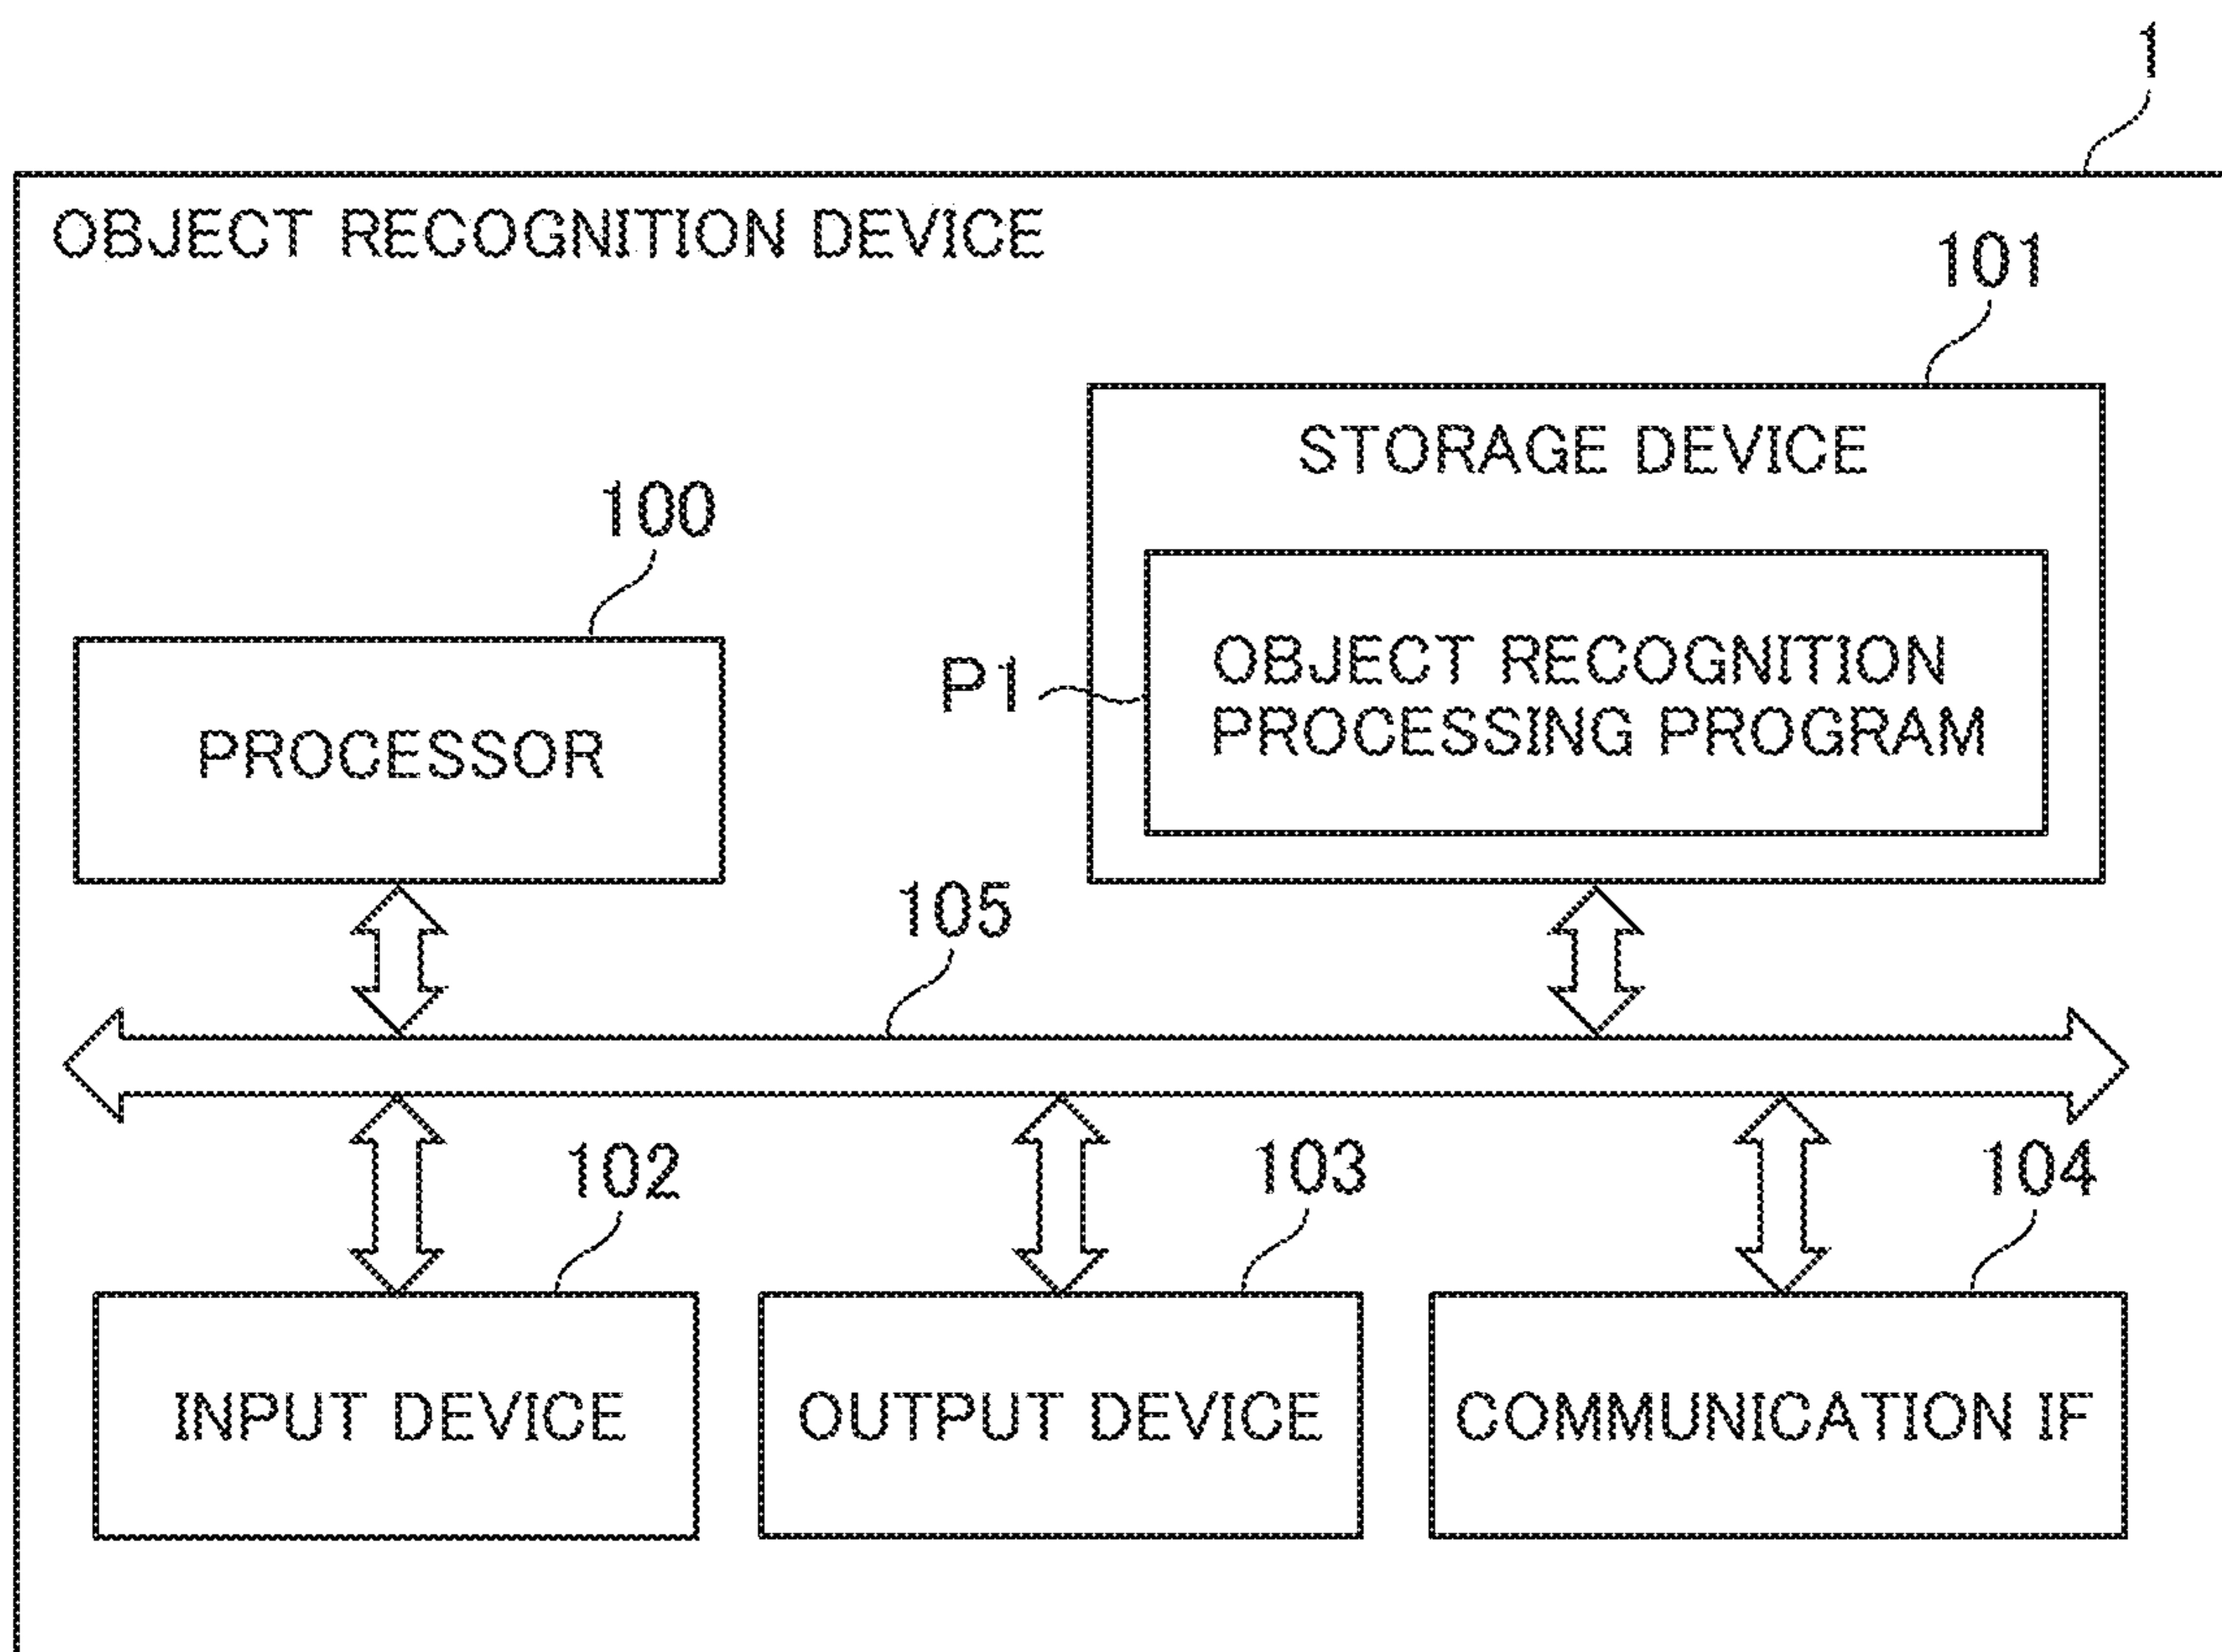 1
OBJECT RECOGNITION DEVICE
101
STORAGE DEVICE
100
P1
OBJECT RECOGNITION
PROCESSING PROGRAM
PROCESSOR
105
102
103
104
INPUT DEVICE
OUTPUT DEVICE
COMMUNICATION IF